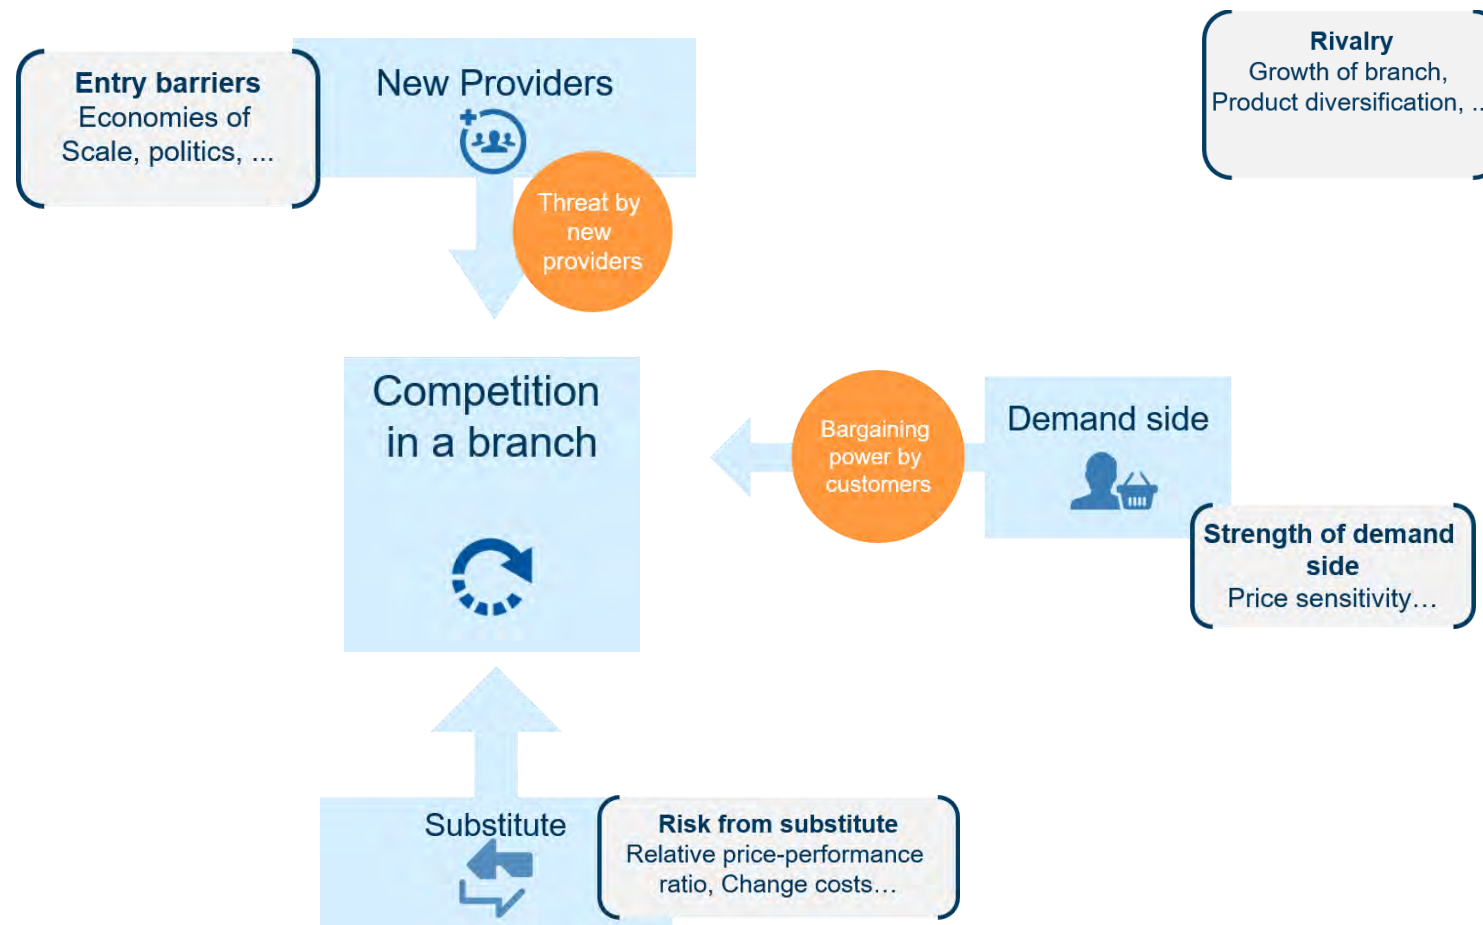 Entry barriers
Economies of
Scale, politics, ...
New Providers
Threat by
new
providers
Rivalry
Growth of branch,
Product diversification, ..
Competition
in a branch
Bargaining
power by
customers
Demand side
Strength of demand
side
Price sensitivity…
Substitute
Risk from substitute
Relative price-performance
ratio, Change costs…